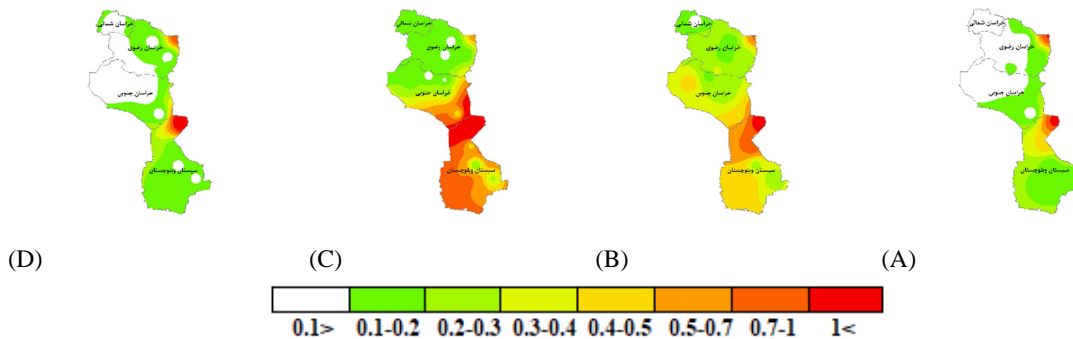 خراسان شمالی
خراسان رضوی
خراسان جنوبی
سیستان وبلوچستان
خراسان شمالی
خراسان رضوی
خراسان جنوبی
سیستان وبلوچستان
خراسان شمالی
خراسان رضوی
خراسان جنوبی
سیستان وبلوچستان
خراسان شمالی
خراسان رضوی
خراسان جنوبی
سیستان وبلوچستان
(D) (C) (B) (A)
0.1> 0.1-0.2 0.2-0.3 0.3-0.4 0.4-0.5 0.5-0.7 0.7-1 1<